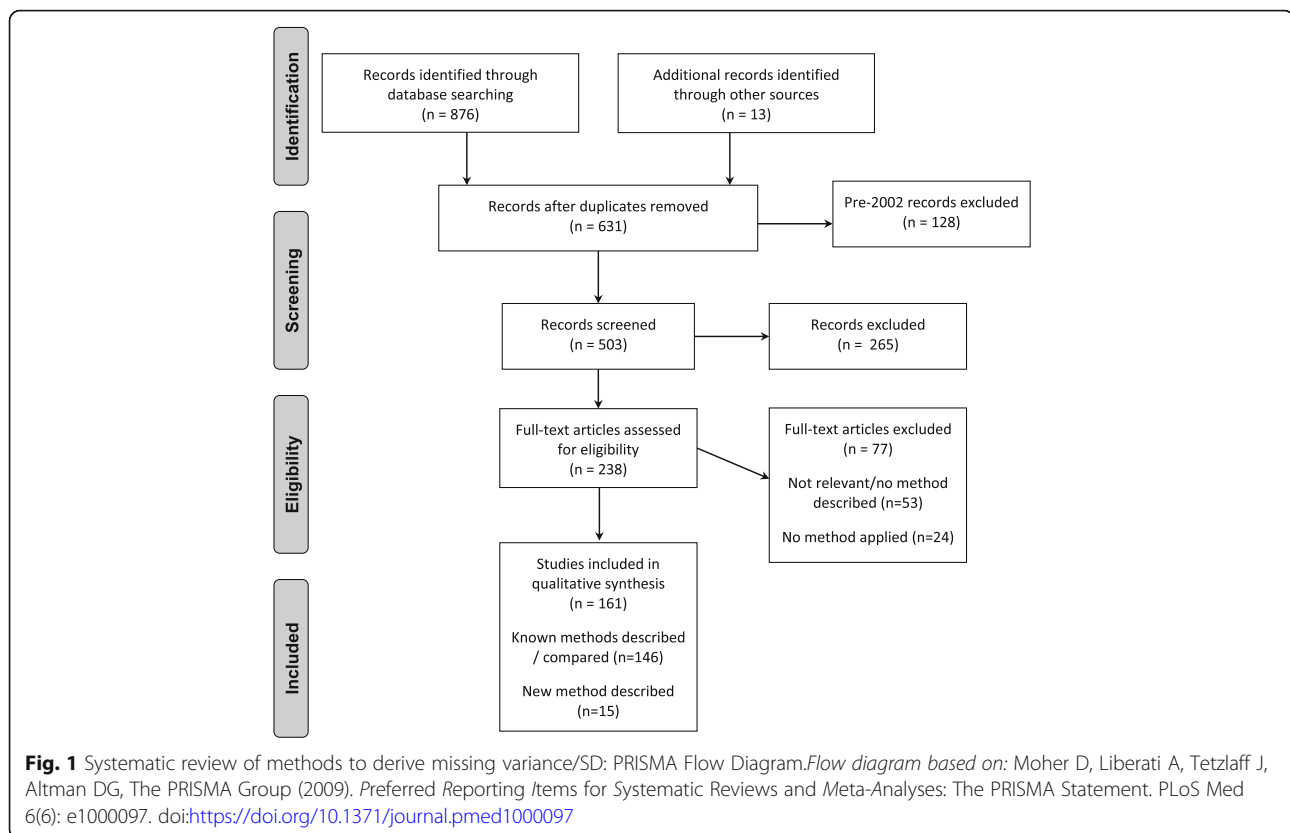 Identification
Records identified through
database searching
(n = 876)
Additional records identified
through other sources
(n = 13)
Records after duplicates removed
(n = 631)
Pre-2002 records excluded
(n = 128)
Screening
Records screened
(n = 503)
Records excluded
(n = 265)
Eligibility
Full-text articles assessed
for eligibility
(n = 238)
Full-text articles excluded
(n = 77)
Not relevant/no method
described (n=53)
No method applied (n=24)
Included
Studies included in
qualitative synthesis
(n = 161)
Known methods described
/ compared (n=146)
New method described
(n=15)
Fig. 1 Systematic review of methods to derive missing variance/SD: PRISMA Flow Diagram.Flow diagram based on: Moher D, Liberati A, Tetzlaff J,
Altman DG, The PRISMA Group (2009). Preferred Reporting Items for Systematic Reviews and Meta-Analyses: The PRISMA Statement. PLoS Med
6(6): e1000097. doi:https://doi.org/10.1371/journal.pmed1000097